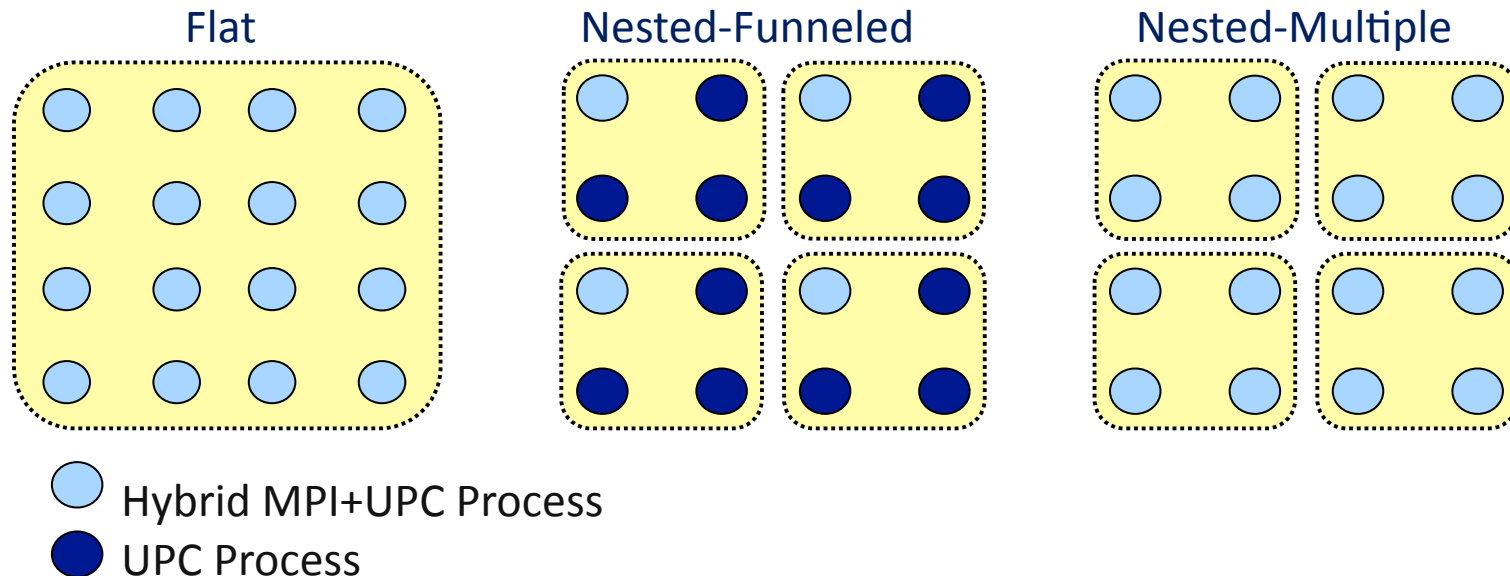 Flat
Nested-Funneled
Nested-Multiple
Hybrid MPI+UPC Process
UPC Process